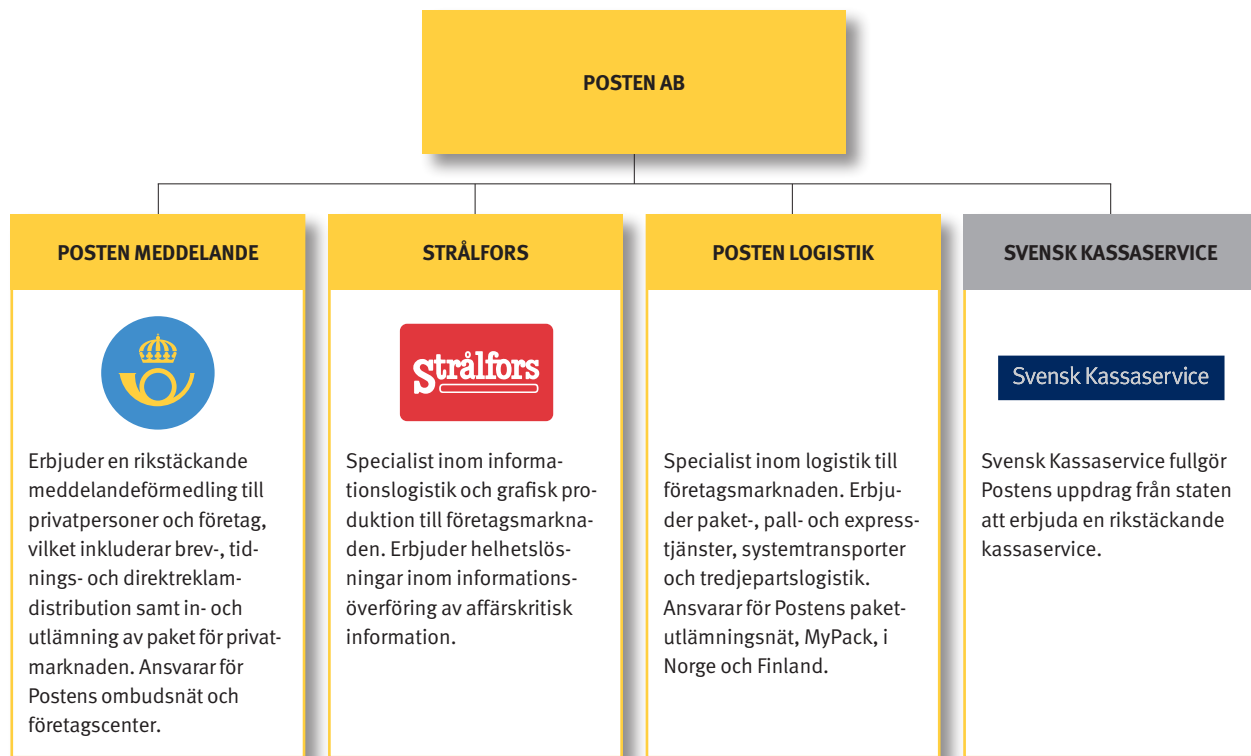 POSTEN AB
POSTEN MEDDELANDE
Erbjuder en rikstäckande
meddelandeförmedling till
privatpersoner och företag,
vilket inkluderar brev-, tid-
nings- och direktreklam-
distribution samt in- och
utlämning av paket för privat-
marknaden. Ansvarar för
Postens ombudsnät och
företagscenter.
STRÅLFORS
Strålfors
Specialist inom informa-
tionslogistik och grafisk pro-
duktion till företagsmarkna-
den. Erbjuder helhetslös-
ningar inom informations-
överföring av affärskritisk
information.
POSTEN LOGISTIK
Specialist inom logistik till
företagsmarknaden. Erbju-
der paket-, pall- och express-
tjänster, systemtransporter
och tredjepartslogistik.
Ansvarar för Postens paket-
utlämningsnät, MyPack, i
Norge och Finland.
SVENSK KASSASERVICE
Svensk Kassaservice
Svensk Kassaservice fullgör
Postens uppdrag från staten
att erbjuda en rikstäckande
kassaservice.